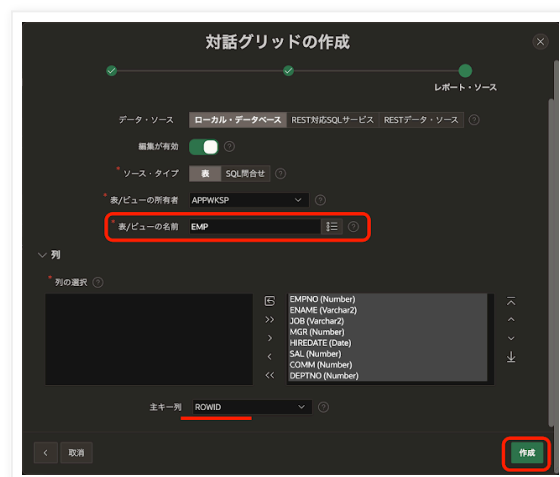 対話グリッドの作成
レポート・ソース
データ・ソース ローカル・データベース REST対応SQLサービス RESTデータ・ソース
編集が有効
* ソース・タイプ 表 SQL問合せ
* 表/ビューの所有者 APPWKSP
* 表/ビューの名前 EMP
列
* 列の選択
EMPNO (Number)
ENAME (Varchar2)
JOB (Varchar2)
MGR (Number)
HIREDATE (Date)
SAL (Number)
COMM (Number)
DEPTNO (Number)
主キー列 ROWID
取消 作成